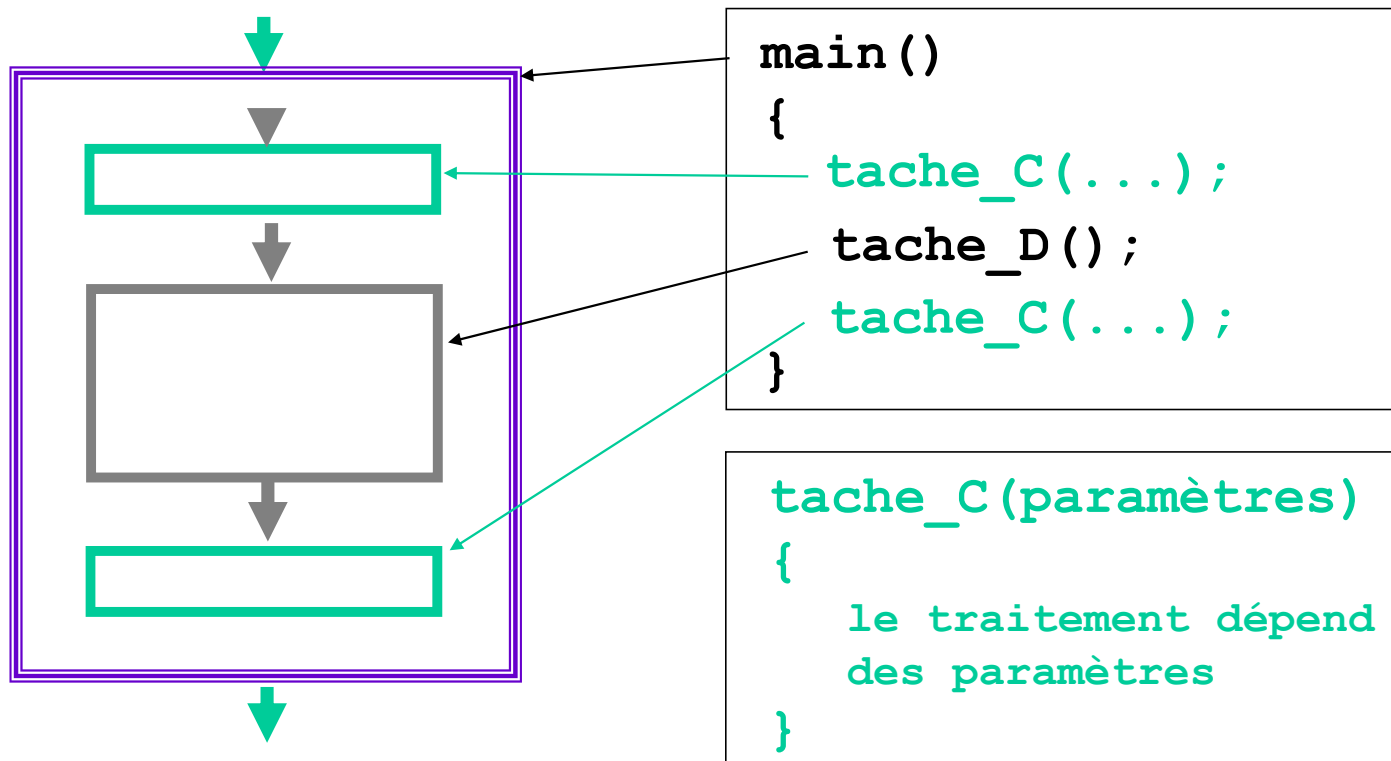 main()
{
tache_C(...);
tache_D();
tache_C(...);
}
tache_C(paramètres)
{
le traitement dépend
des paramètres
}